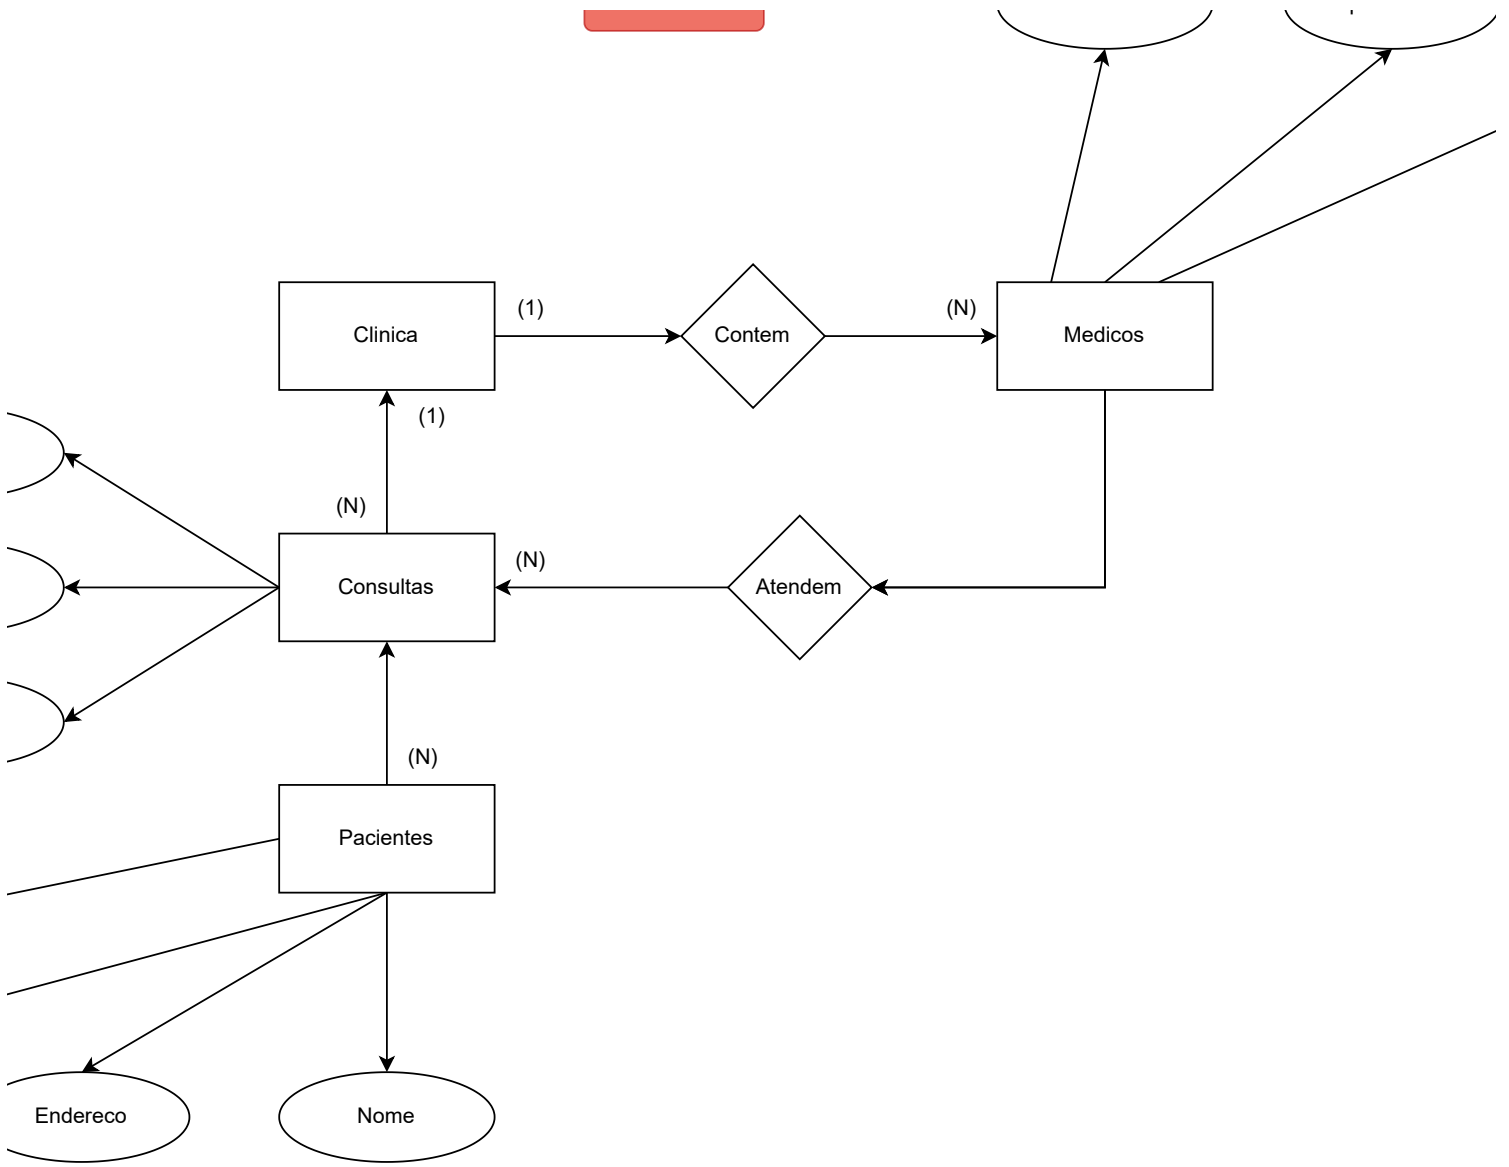 Clinica
(1)
Contem
(N)
Medicos
(1)
(N)
Consultas
(N)
Atendem
(N)
Pacientes
Endereco
Nome